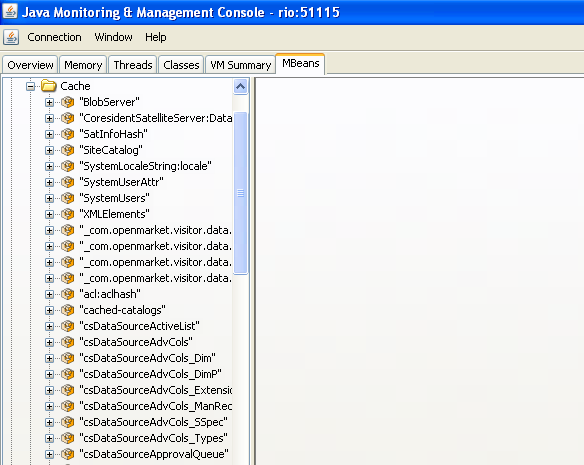 Java Monitoring & Management Console - rio:51115
Connection Window Help
Overview Memory Threads Classes VM Summary MBeans
Cache
"BlobServer"
"CoresidentSatelliteServer:Data
"SatInfoHash"
"SiteCatalog"
"SystemLocaleString:locale"
"SystemUserAttr"
"SystemUsers"
"XMLElements"
"_com.openmarket.visitor.data.
"_com.openmarket.visitor.data.
"_com.openmarket.visitor.data.
"_com.openmarket.visitor.data.
"acl:aclhash"
"cached-catalogs"
"csDataSourceActiveList"
"csDataSourceAdvCols"
"csDataSourceAdvCols_Dim"
"csDataSourceAdvCols_DimP"
"csDataSourceAdvCols_Extensio
"csDataSourceAdvCols_ManRec
"csDataSourceAdvCols_SSpec"
"csDataSourceAdvCols_Types"
"csDataSourceApprovalQueue"